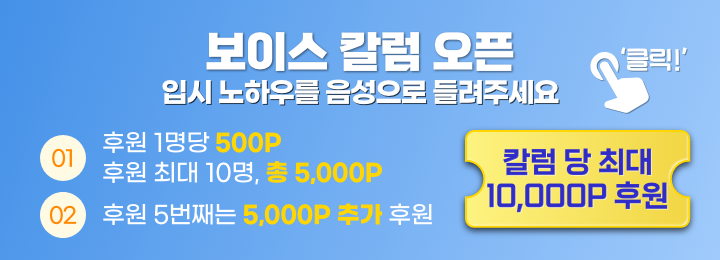 보이스 칼럼 오픈
'클릭!'
입시 노하우를 음성으로 들려주세요
01
후원 1명당 500P
후원 최대 10명, 총 5,000P
02
후원 5번째는 5,000P 추가 후원
칼럼 당 최대
10,000P 후원